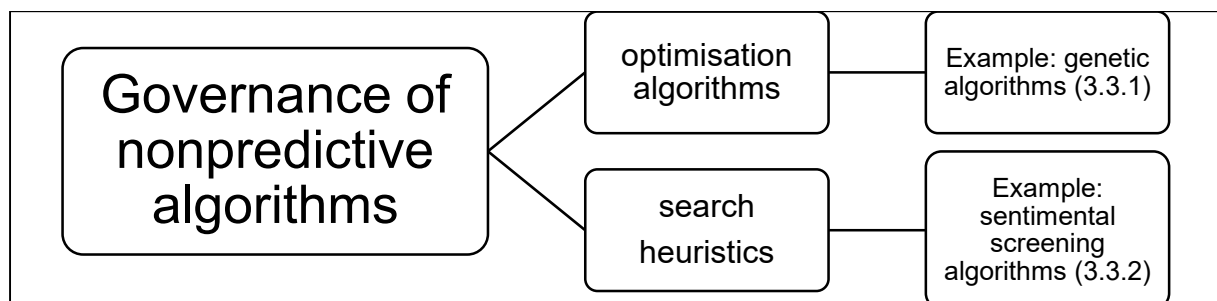 Governance of
nonpredictive
algorithms
optimisation
algorithms
Example: genetic
algorithms (3.3.1)
search
heuristics
Example:
sentimental
screening
algorithms (3.3.2)